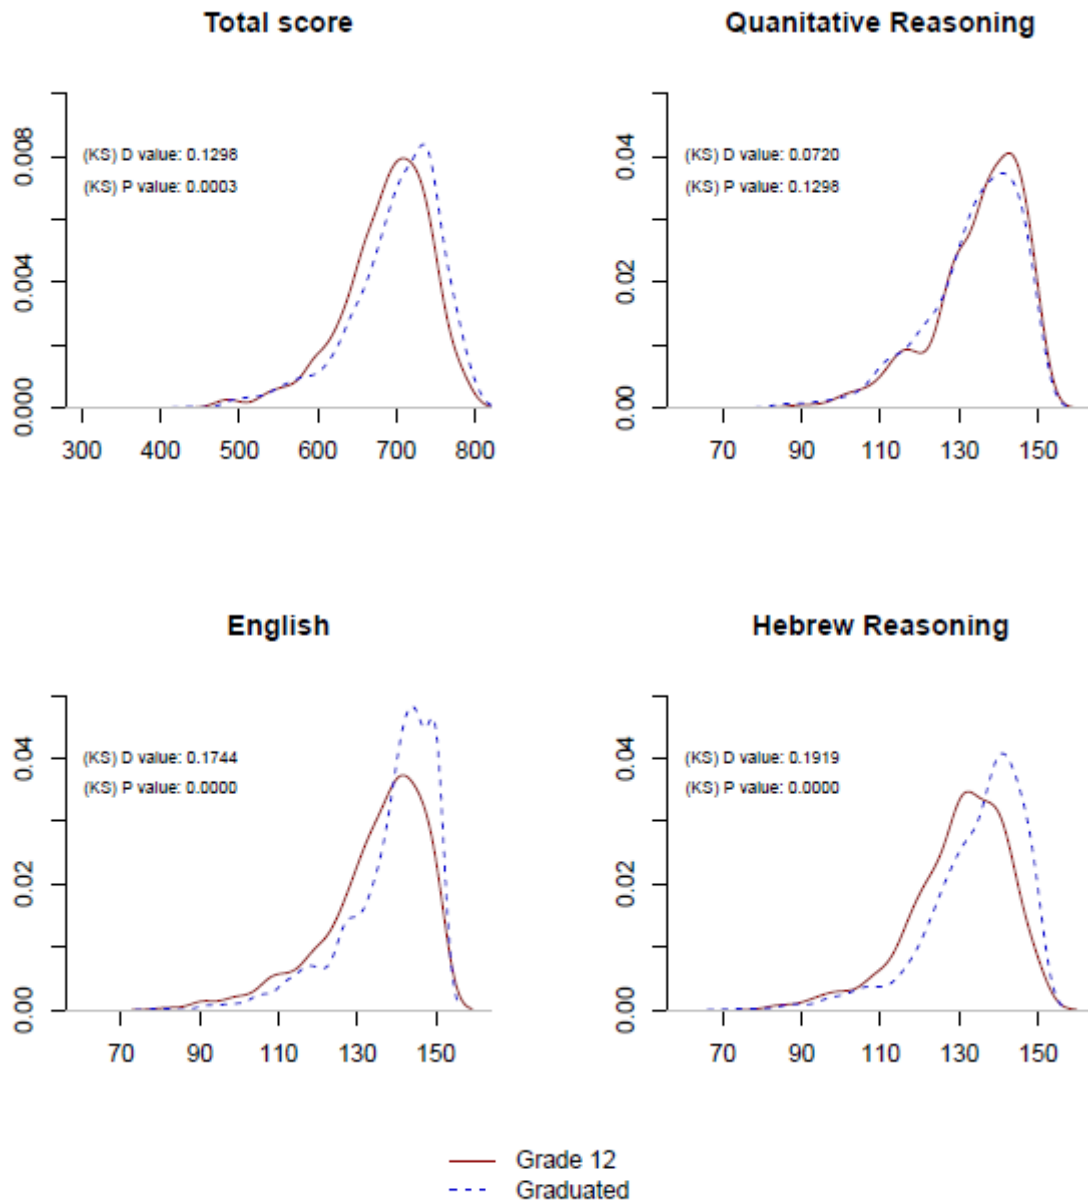 Total score
(KS) D value: 0.1298
(KS) P value: 0.0003
0.008
0.004
0.000
300 400 500 600 700 800
Quanitative Reasoning
(KS) D value: 0.0720
(KS) P value: 0.1298
0.04
0.02
0.00
70 90 110 130 150
English
(KS) D value: 0.1744
(KS) P value: 0.0000
0.04
0.02
0.00
70 90 110 130 150
Hebrew Reasoning
(KS) D value: 0.1919
(KS) P value: 0.0000
0.04
0.02
0.00
70 90 110 130 150
Grade 12
Graduated